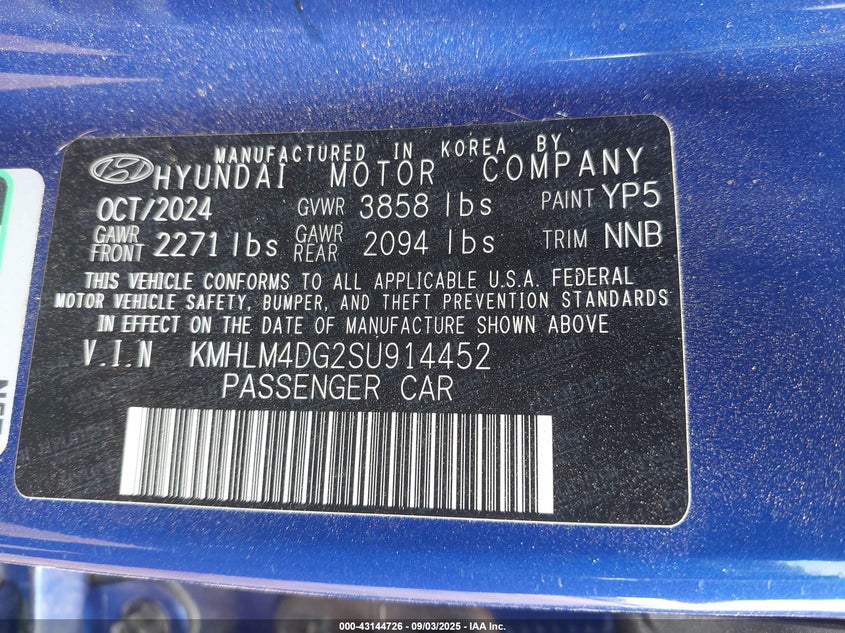 MANUFACTURED IN KOREA BY
HYUNDAI MOTOR COMPANY
OCT/2024 GVWR 3858 lbs PAINT YP5
GAWR FRONT 2271 lbs GAWR REAR 2094 lbs TRIM NNB
THIS VEHICLE CONFORMS TO ALL APPLICABLE U.S.A. FEDERAL
MOTOR VEHICLE SAFETY, BUMPER, AND THEFT PREVENTION STANDARDS
IN EFFECT ON THE DATE OF MANUFACTURE SHOWN ABOVE
V.I.N KMHLM4DG2SU914452
PASSENGER CAR
000-43144726 - 09/03/2025 - IAA Inc.